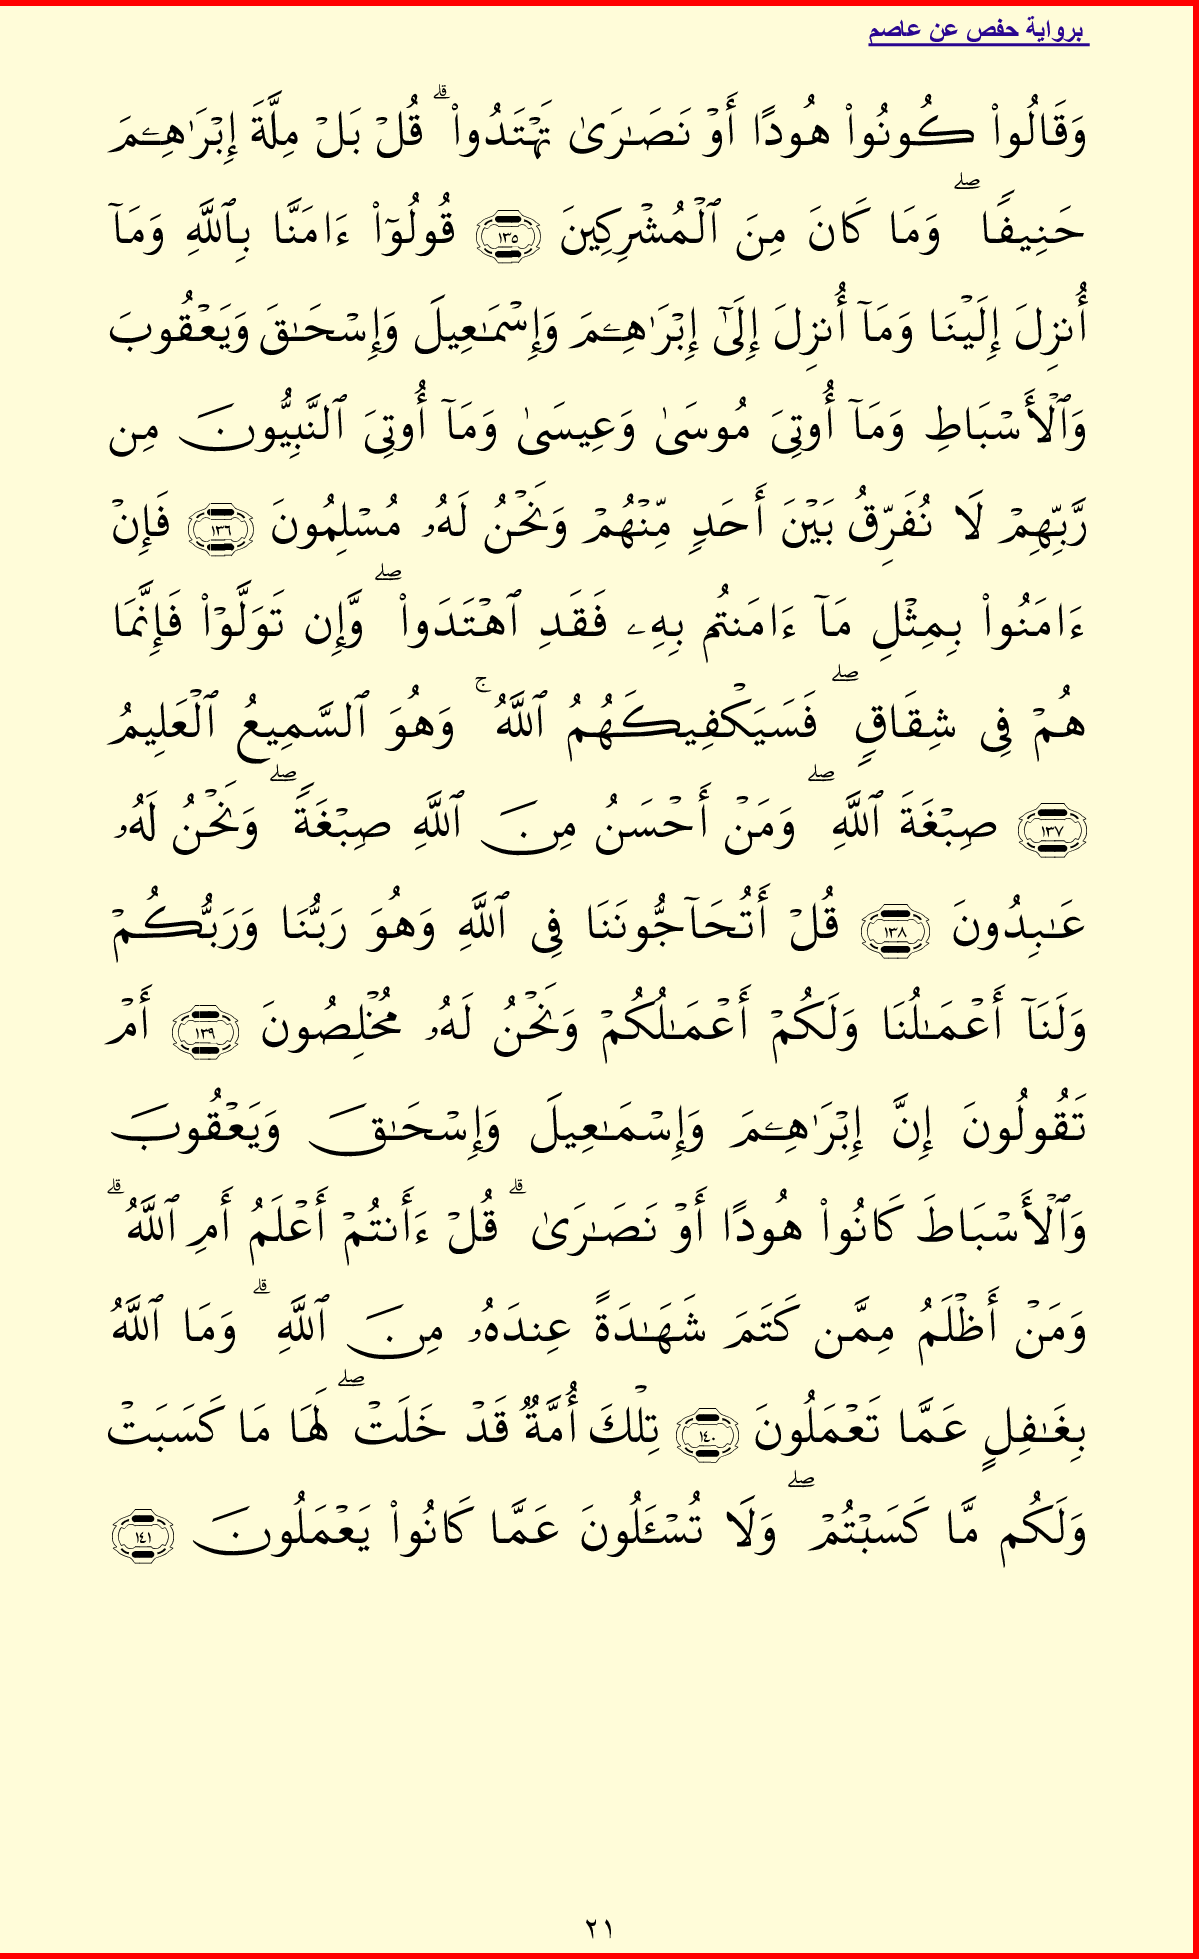 برواية حفص عن عاصم
وَقَالُوا۟ كُونُوا۟ هُودًا أَوْ نَصَـٰرَىٰ تَهْتَدُوا۟ ۗ قُلْ بَلْ مِلَّةَ إِبْرَٰهِـۧمَ
حَنِيفًا ۖ وَمَا كَانَ مِنَ ٱلْمُشْرِكِينَ ١٣٥ قُولُوٓا۟ ءَامَنَّا بِٱللَّهِ وَمَآ
أُنزِلَ إِلَيْنَا وَمَآ أُنزِلَ إِلَىٰٓ إِبْرَٰهِـۧمَ وَإِسْمَـٰعِيلَ وَإِسْحَـٰقَ وَيَعْقُوبَ
وَٱلْأَسْبَاطِ وَمَآ أُوتِىَ مُوسَىٰ وَعِيسَىٰ وَمَآ أُوتِىَ ٱلنَّبِيُّونَ مِن
رَّبِّهِمْ لَا نُفَرِّقُ بَيْنَ أَحَدٍ مِّنْهُمْ وَنَحْنُ لَهُۥ مُسْلِمُونَ ١٣٦ فَإِنْ
ءَامَنُوا۟ بِمِثْلِ مَآ ءَامَنتُم بِهِۦ فَقَدِ ٱهْتَدَوا۟ ۖ وَّإِن تَوَلَّوْا۟ فَإِنَّمَا
هُمْ فِى شِقَاقٍ ۖ فَسَيَكْفِيكَهُمُ ٱللَّهُ ۚ وَهُوَ ٱلسَّمِيعُ ٱلْعَلِيمُ
١٣٧ صِبْغَةَ ٱللَّهِ ۖ وَمَنْ أَحْسَنُ مِنَ ٱللَّهِ صِبْغَةً ۖ وَنَحْنُ لَهُۥ
عَـٰبِدُونَ ١٣٨ قُلْ أَتُحَآجُّونَنَا فِى ٱللَّهِ وَهُوَ رَبُّنَا وَرَبُّكُمْ
وَلَنَآ أَعْمَـٰلُنَا وَلَكُمْ أَعْمَـٰلُكُمْ وَنَحْنُ لَهُۥ مُخْلِصُونَ ١٣٩ أَمْ
تَقُولُونَ إِنَّ إِبْرَٰهِـۧمَ وَإِسْمَـٰعِيلَ وَإِسْحَـٰقَ وَيَعْقُوبَ
وَٱلْأَسْبَاطَ كَانُوا۟ هُودًا أَوْ نَصَـٰرَىٰ ۗ قُلْ ءَأَنتُمْ أَعْلَمُ أَمِ ٱللَّهُ ۗ
وَمَنْ أَظْلَمُ مِمَّن كَتَمَ شَهَـٰدَةً عِندَهُۥ مِنَ ٱللَّهِ ۗ وَمَا ٱللَّهُ
بِغَـٰفِلٍ عَمَّا تَعْمَلُونَ ١٤٠ تِلْكَ أُمَّةٌ قَدْ خَلَتْ ۖ لَهَا مَا كَسَبَتْ
وَلَكُم مَّا كَسَبْتُمْ ۖ وَلَا تُسْـَٔلُونَ عَمَّا كَانُوا۟ يَعْمَلُونَ ١٤١
٢١